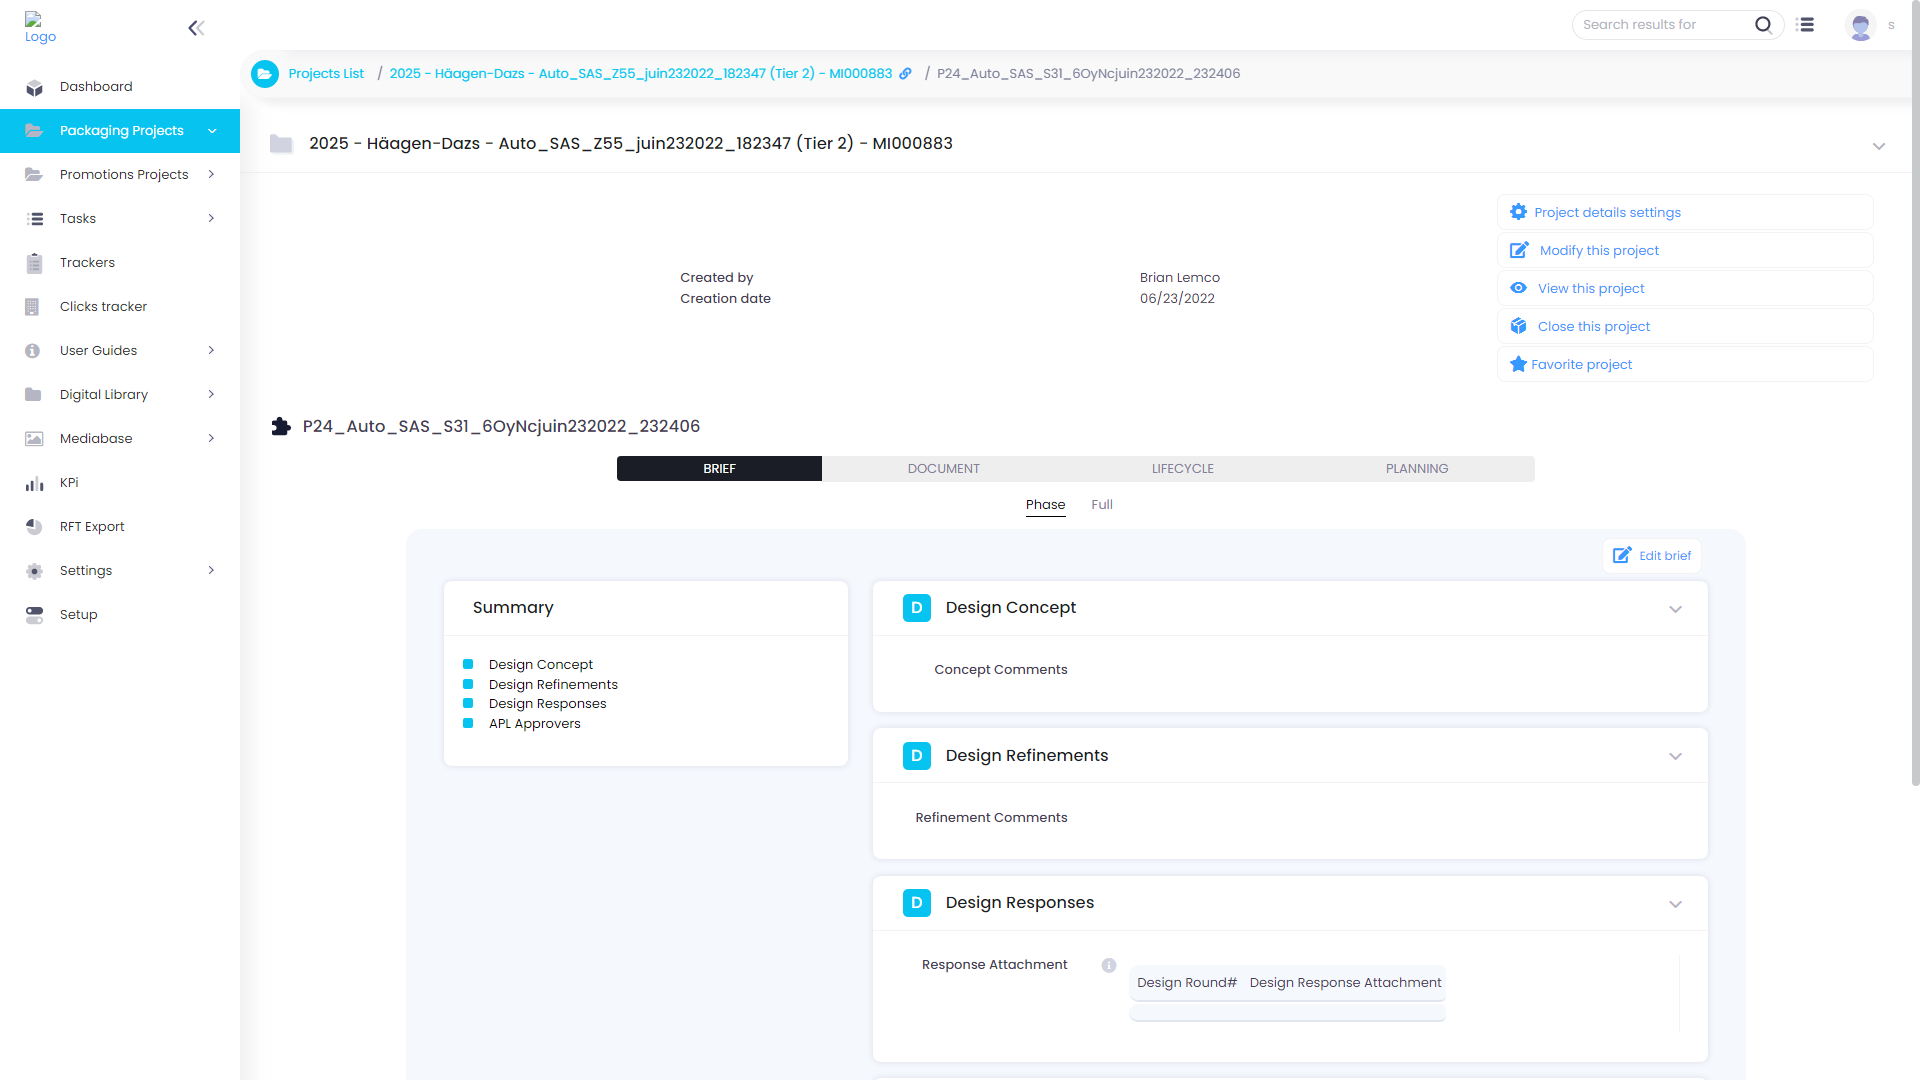 Logo
Search results for
s
Projects List / 2025 - Häagen-Dazs - Auto_SAS_Z55_juin232022_182347 (Tier 2) - MI000883 / P24_Auto_SAS_S31_6OyNcjuin232022_232406
Dashboard
Packaging Projects
Promotions Projects
Tasks
Trackers
Clicks tracker
User Guides
Digital Library
Mediabase
KPi
RFT Export
Settings
Setup
2025 - Häagen-Dazs - Auto_SAS_Z55_juin232022_182347 (Tier 2) - MI000883
Created by Brian Lemco
Creation date 06/23/2022
Project details settings
Modify this project
View this project
Close this project
Favorite project
P24_Auto_SAS_S31_6OyNcjuin232022_232406
BRIEF DOCUMENT LIFECYCLE PLANNING
Phase Full
Edit brief
Summary
Design Concept
Design Refinements
Design Responses
APL Approvers
D Design Concept
Concept Comments
D Design Refinements
Refinement Comments
D Design Responses
Response Attachment
Design Round# Design Response Attachment